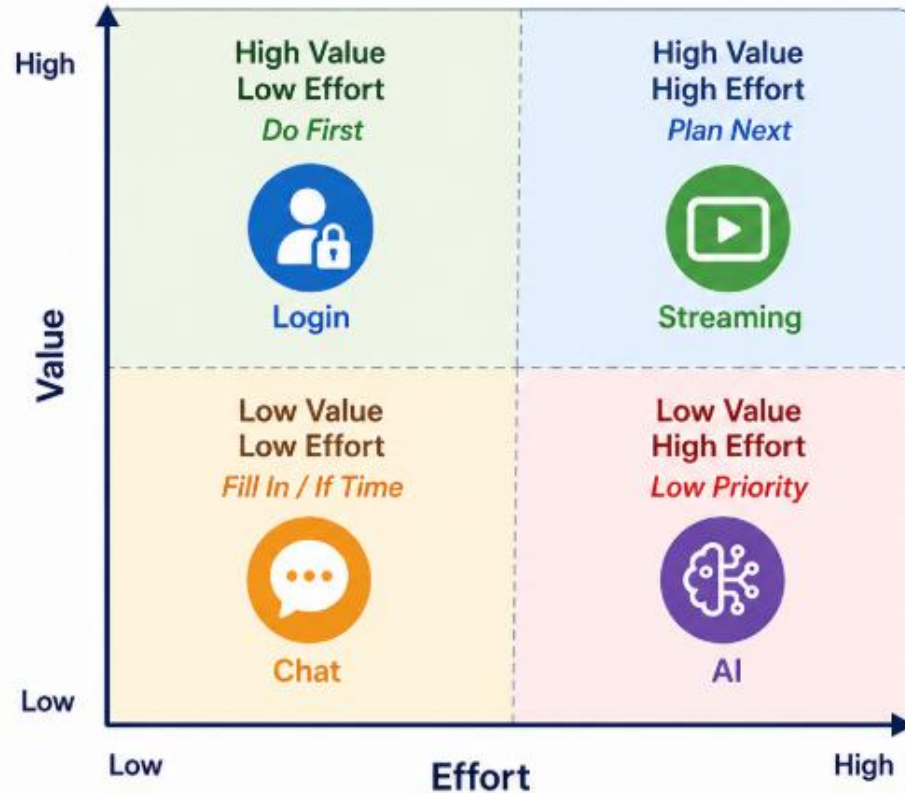 High
High Value
Low Effort
Do First
Login
High Value
High Effort
Plan Next
Streaming
Value
Low Value
Low Effort
Fill In / If Time
Chat
Low Value
High Effort
Low Priority
AI
Low
Low
Effort
High